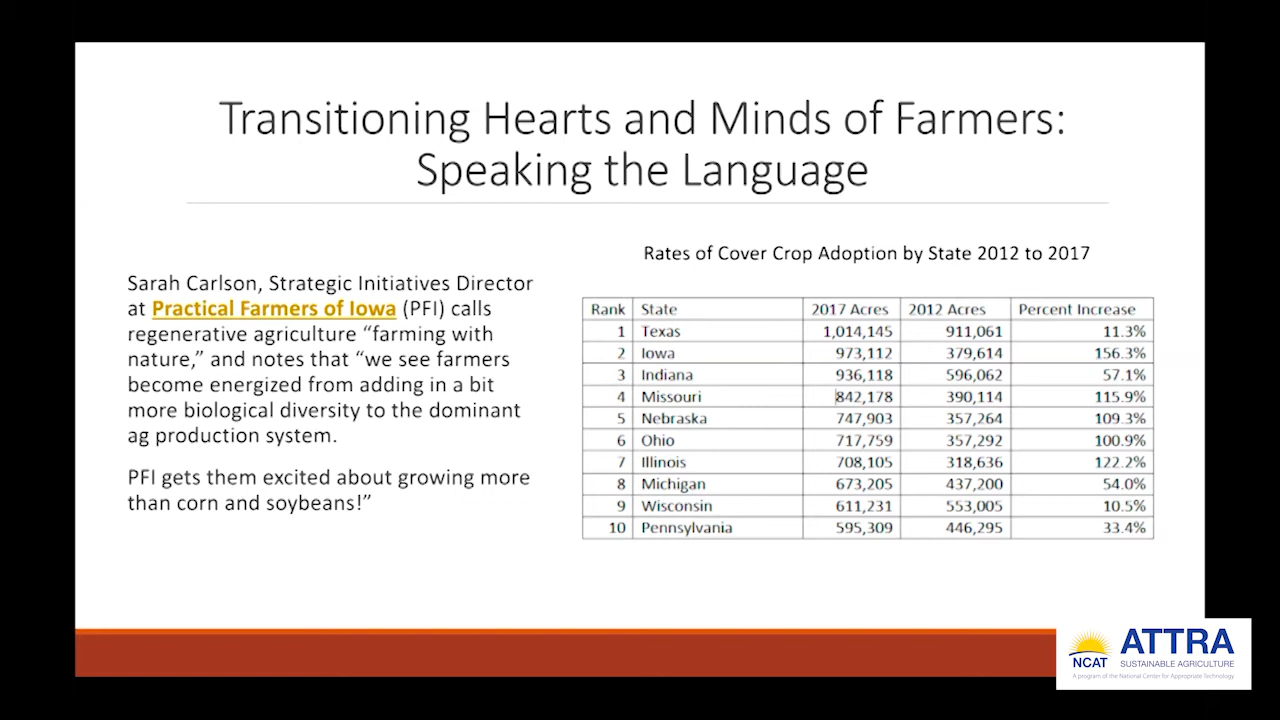 Transitioning Hearts and Minds of Farmers:
Speaking the Language
Sarah Carlson, Strategic Initiatives Director
at Practical Farmers of Iowa (PFI) calls
regenerative agriculture “farming with
nature,” and notes that “we see farmers
become energized from adding in a bit
more biological diversity to the dominant
ag production system.
PFI gets them excited about growing more
than corn and soybeans!”
Rates of Cover Crop Adoption by State 2012 to 2017
Rank State 2017 Acres 2012 Acres Percent Increase
1 Texas 1,014,145 911,061 11.3%
2 Iowa 973,112 379,614 156.3%
3 Indiana 936,118 596,062 57.1%
4 Missouri 842,178 390,114 115.9%
5 Nebraska 747,903 357,264 109.3%
6 Ohio 717,759 357,292 100.9%
7 Illinois 708,105 318,636 122.2%
8 Michigan 673,205 437,200 54.0%
9 Wisconsin 611,231 553,005 10.5%
10 Pennsylvania 595,309 446,295 33.4%
NCAT
ATTRA
SUSTAINABLE AGRICULTURE
A program of the National Center for Appropriate Technology